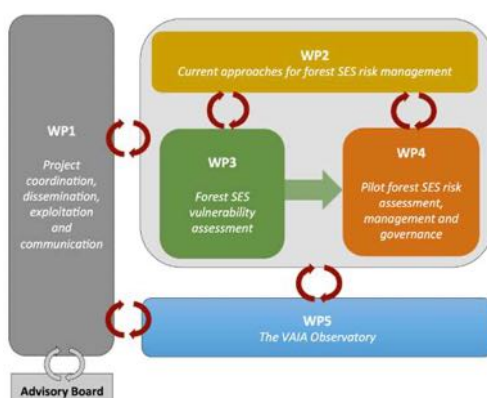 WP2
Current approaches for forest SES risk management
WP1
Project
coordination,
dissemination,
exploitation
and
communication
WP3
Forest SES
vulnerability
assessment
WP4
Pilot forest SES risk
assessment,
management and
governance
WP5
The VAIA Observatory
Advisory Board